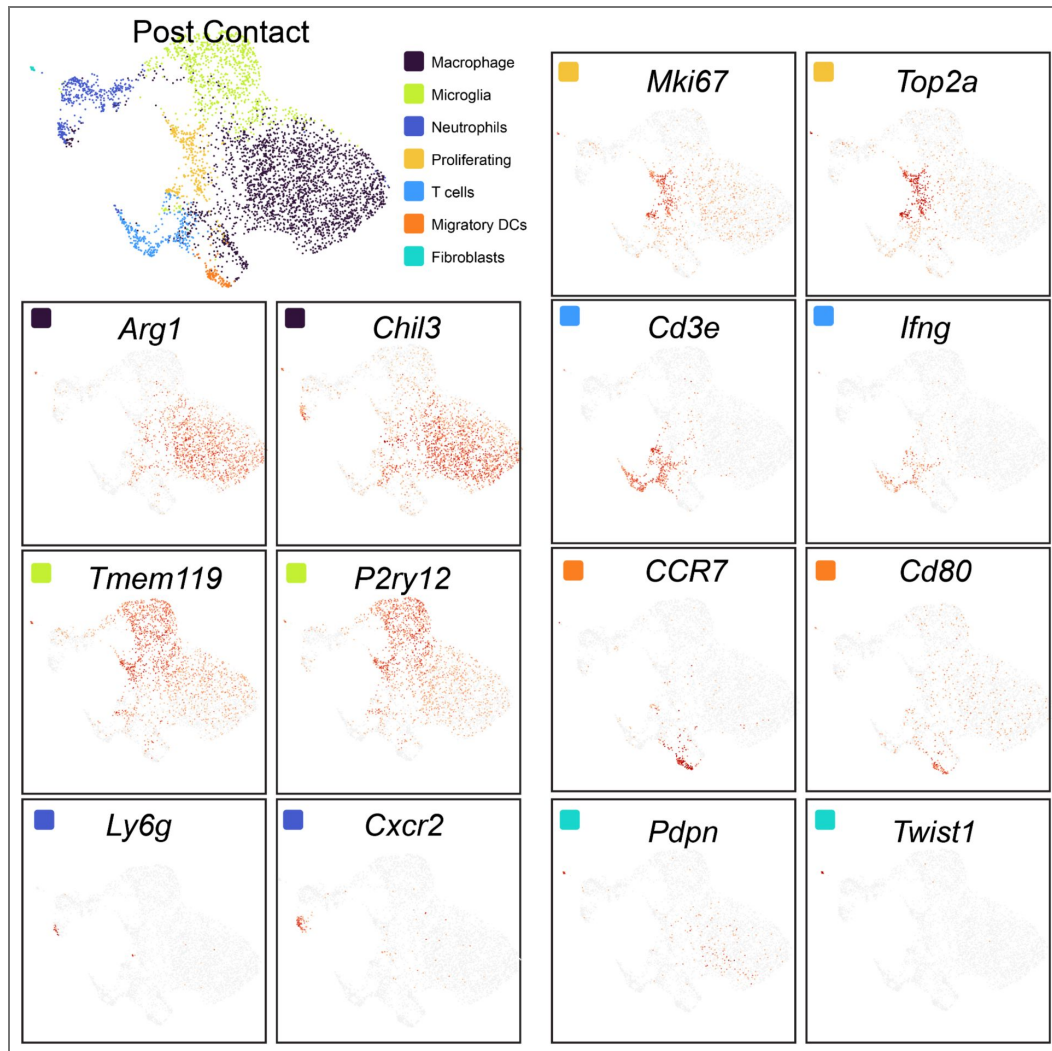 Post Contact
Macrophage
Microglia
Neutrophils
Proliferating
T cells
Migratory DCs
Fibroblasts
Mki67
Top2a
Arg1
Chil3
Cd3e
Ifng
Tmem119
P2ry12
CCR7
Cd80
Ly6g
Cxcr2
Pdpn
Twist1